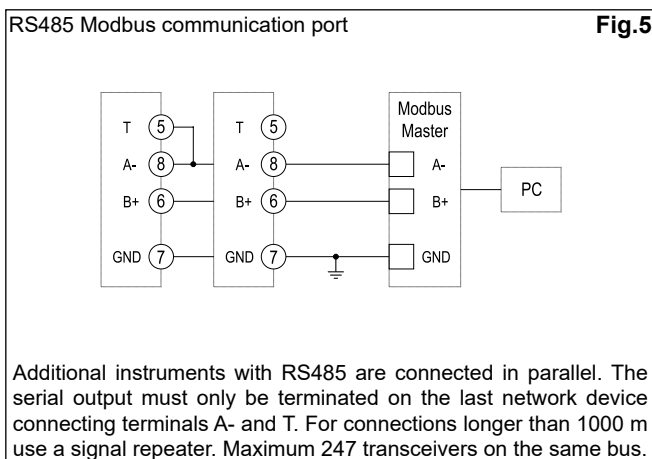 RS485 Modbus communication port Fig.5
Modbus
Master
T 5 T 5
A- 8 A- 8 A-
B+ 6 B+ 6 B+ PC
GND 7 GND 7 GND
Additional instruments with RS485 are connected in parallel. The
serial output must only be terminated on the last network device
connecting terminals A- and T. For connections longer than 1000 m
use a signal repeater. Maximum 247 transceivers on the same bus.